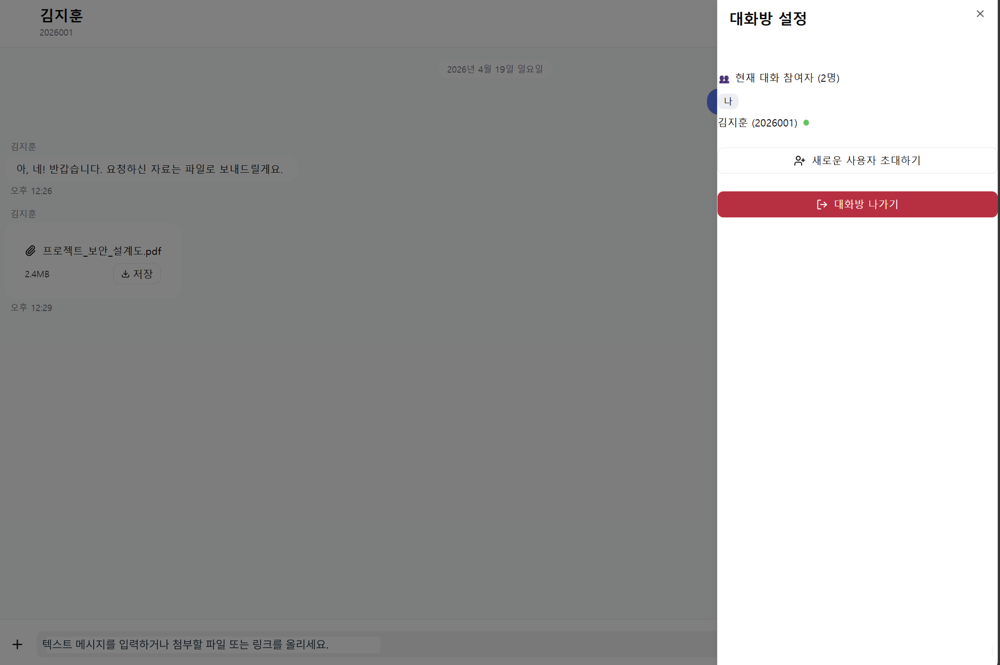 김지훈
2026001
2026년 4월 19일 일요일
김지훈
아, 네! 반갑습니다. 요청하신 자료는 파일로 보내드릴게요.
오후 12:26
김지훈
프로젝트_보안_설계도.pdf
2.4MB
저장
오후 12:29
텍스트 메시지를 입력하거나 첨부할 파일 또는 링크를 올리세요.
대화방 설정
현재 대화 참여자 (2명)
나
김지훈 (2026001)
새로운 사용자 초대하기
대화방 나가기